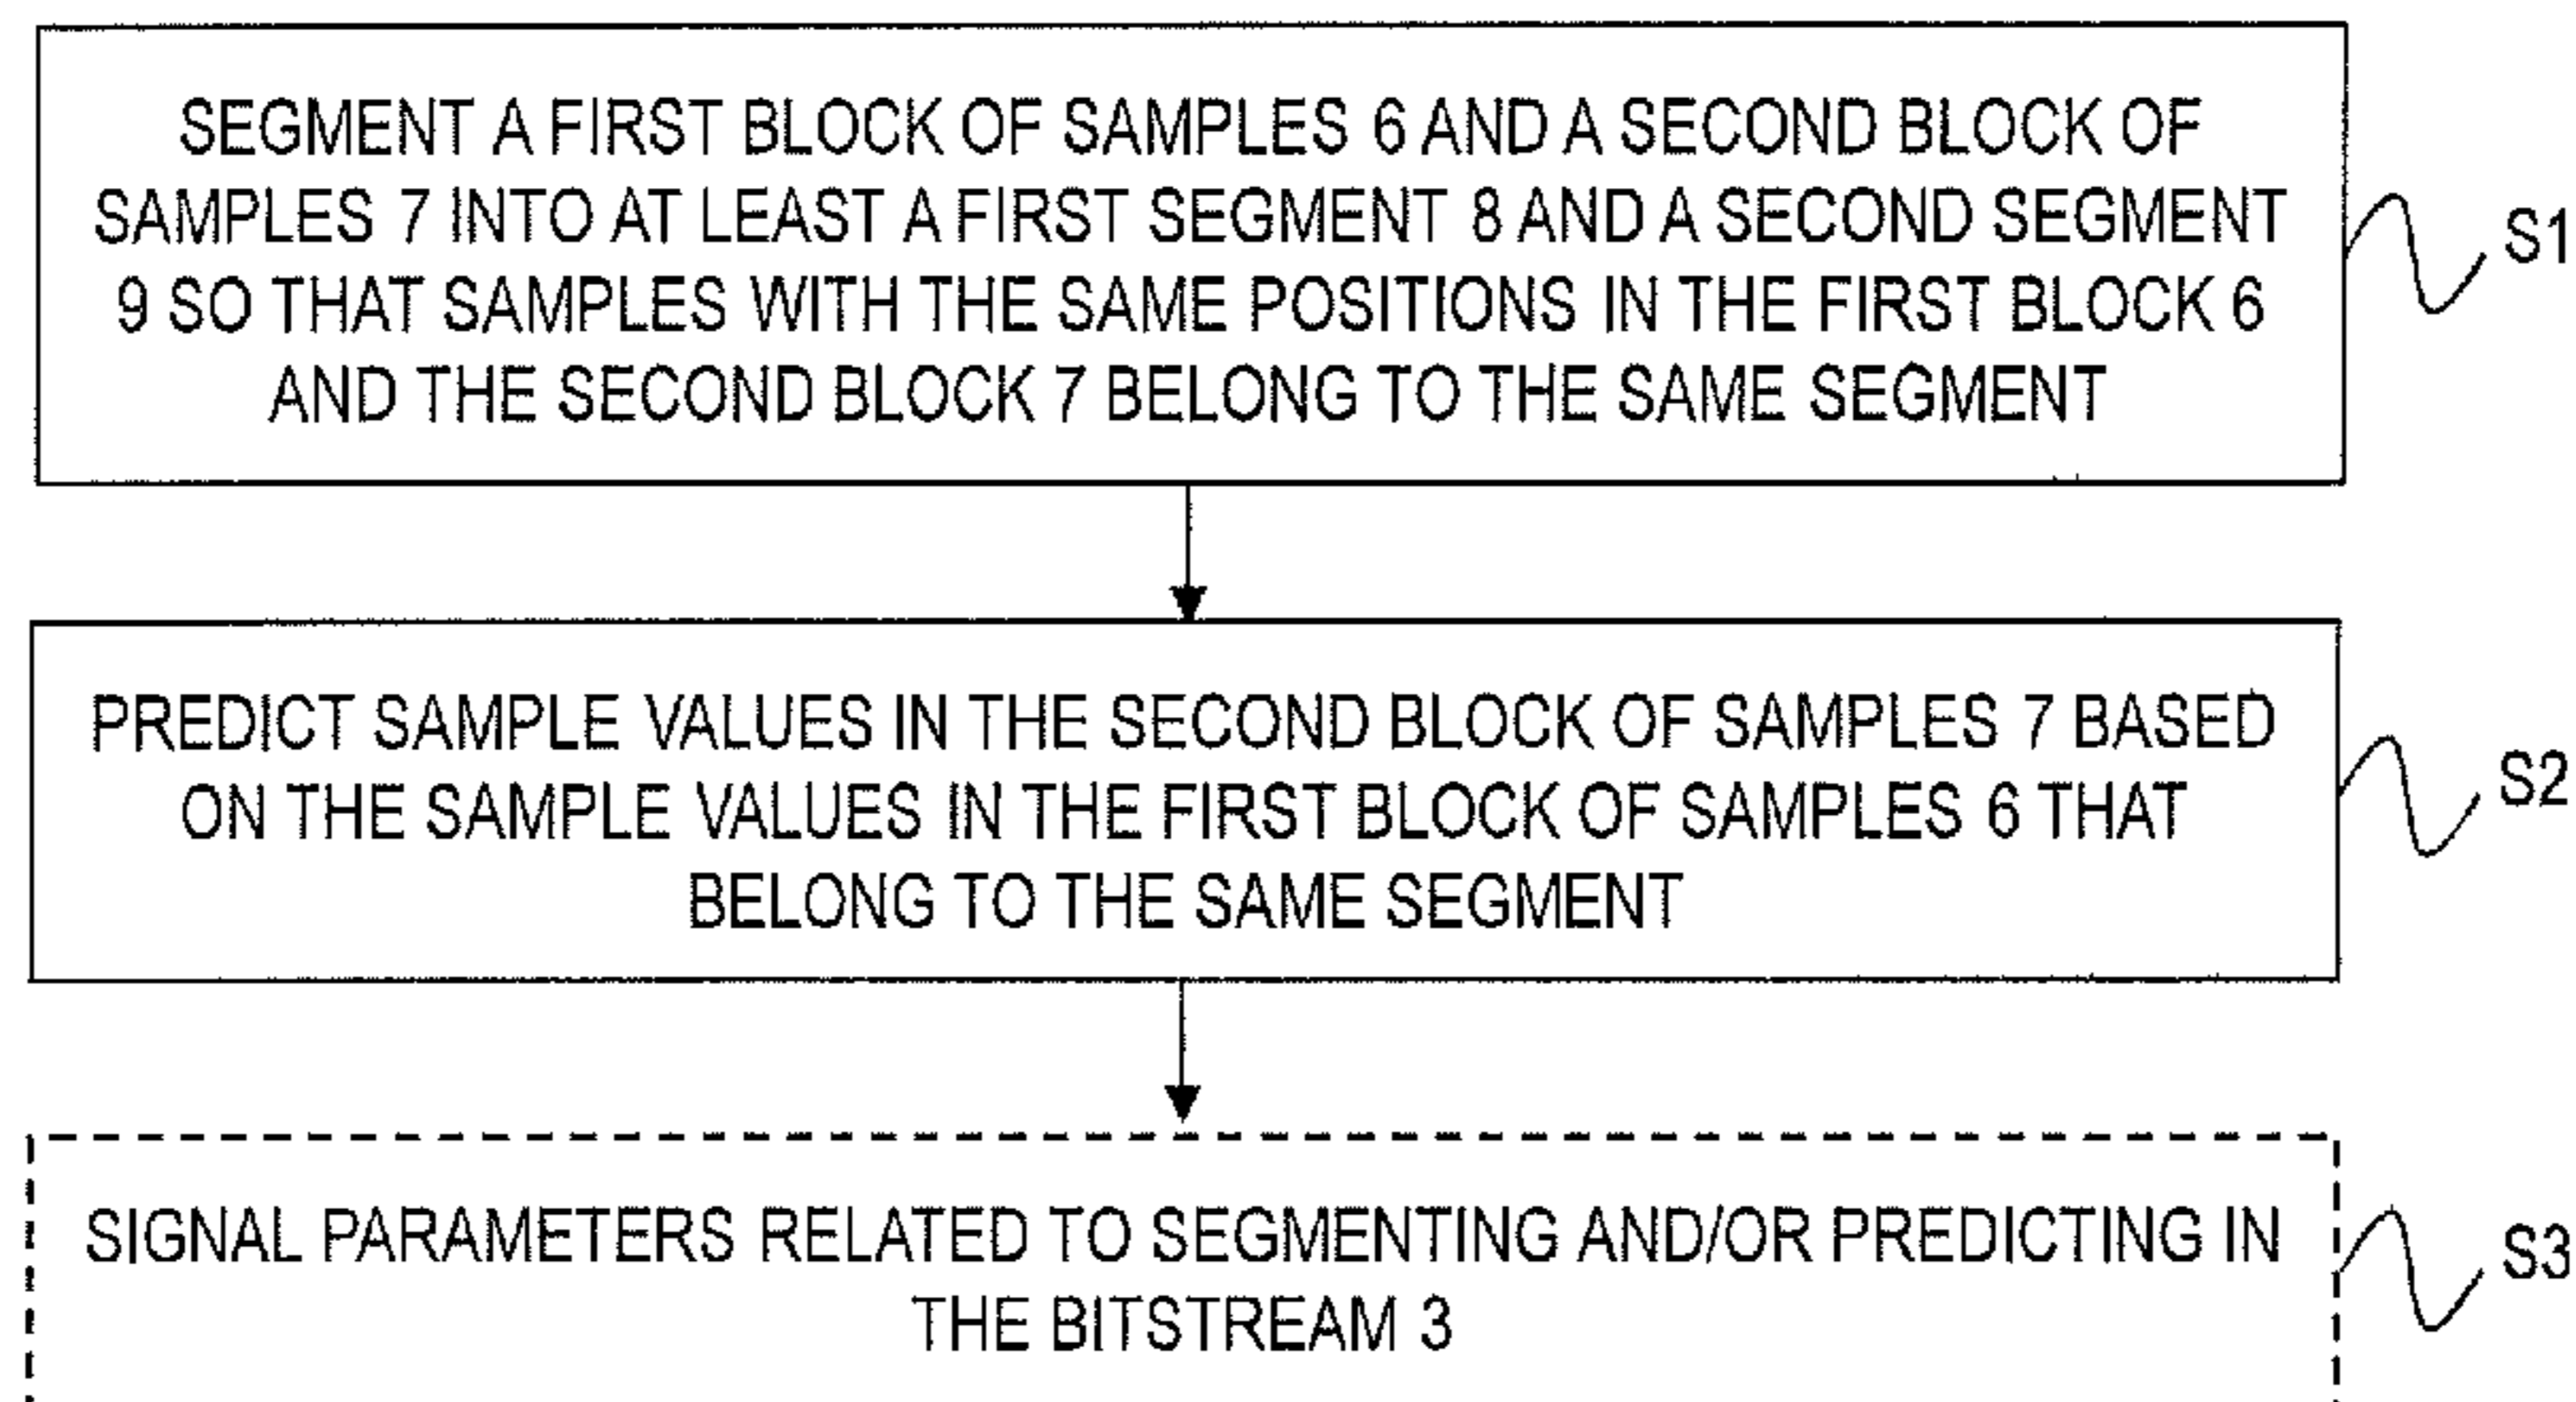 SEGMENT A FIRST BLOCK OF SAMPLES 6 AND A SECOND BLOCK OF
SAMPLES 7 INTO AT LEAST A FIRST SEGMENT 8 AND A SECOND SEGMENT
9 SO THAT SAMPLES WITH THE SAME POSITIONS IN THE FIRST BLOCK 6
AND THE SECOND BLOCK 7 BELONG TO THE SAME SEGMENT
S1
PREDICT SAMPLE VALUES IN THE SECOND BLOCK OF SAMPLES 7 BASED
ON THE SAMPLE VALUES IN THE FIRST BLOCK OF SAMPLES 6 THAT
BELONG TO THE SAME SEGMENT
S2
SIGNAL PARAMETERS RELATED TO SEGMENTING AND/OR PREDICTING IN
THE BITSTREAM 3
S3